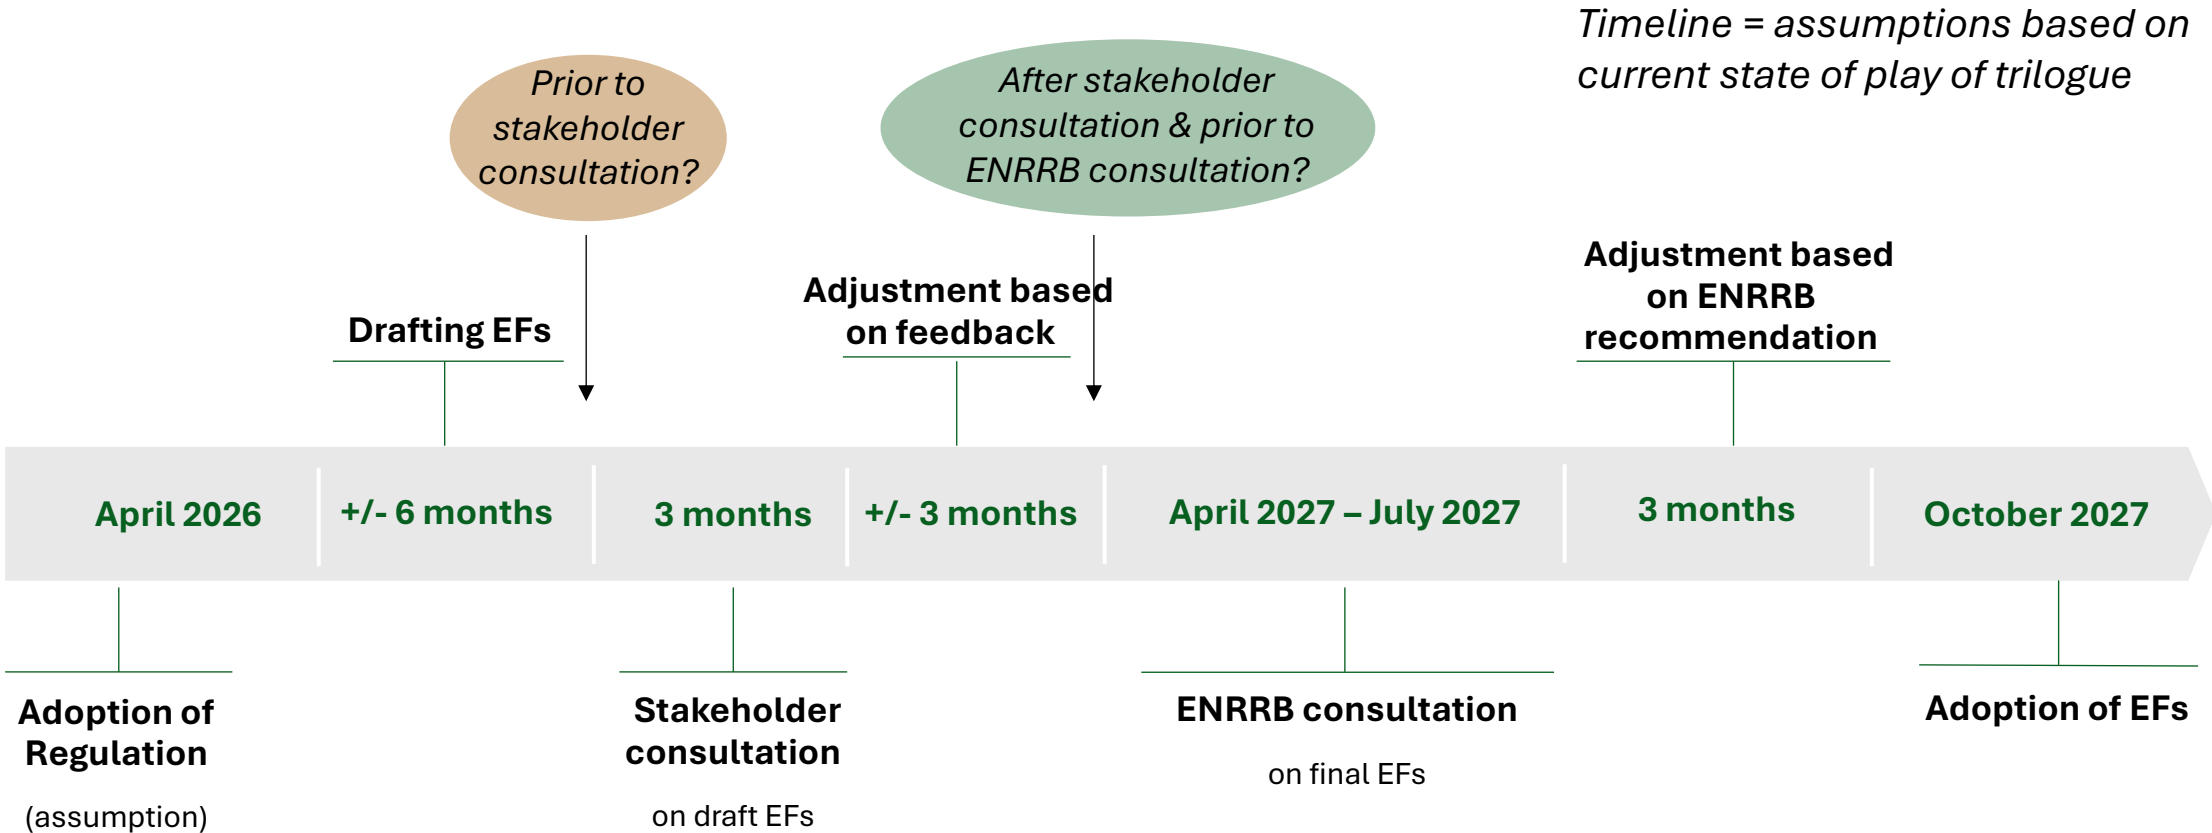 Timeline = assumptions based on
current state of play of trilogue
Prior to
stakeholder
consultation?
After stakeholder
consultation & prior to
ENRRB consultation?
Drafting EFs
Adjustment based
on feedback
Adjustment based
on ENRRB
recommendation
April 2026
+/- 6 months
3 months
+/- 3 months
April 2027 – July 2027
3 months
October 2027
Adoption of
Regulation
(assumption)
Stakeholder
consultation
on draft EFs
ENRRB consultation
on final EFs
Adoption of EFs